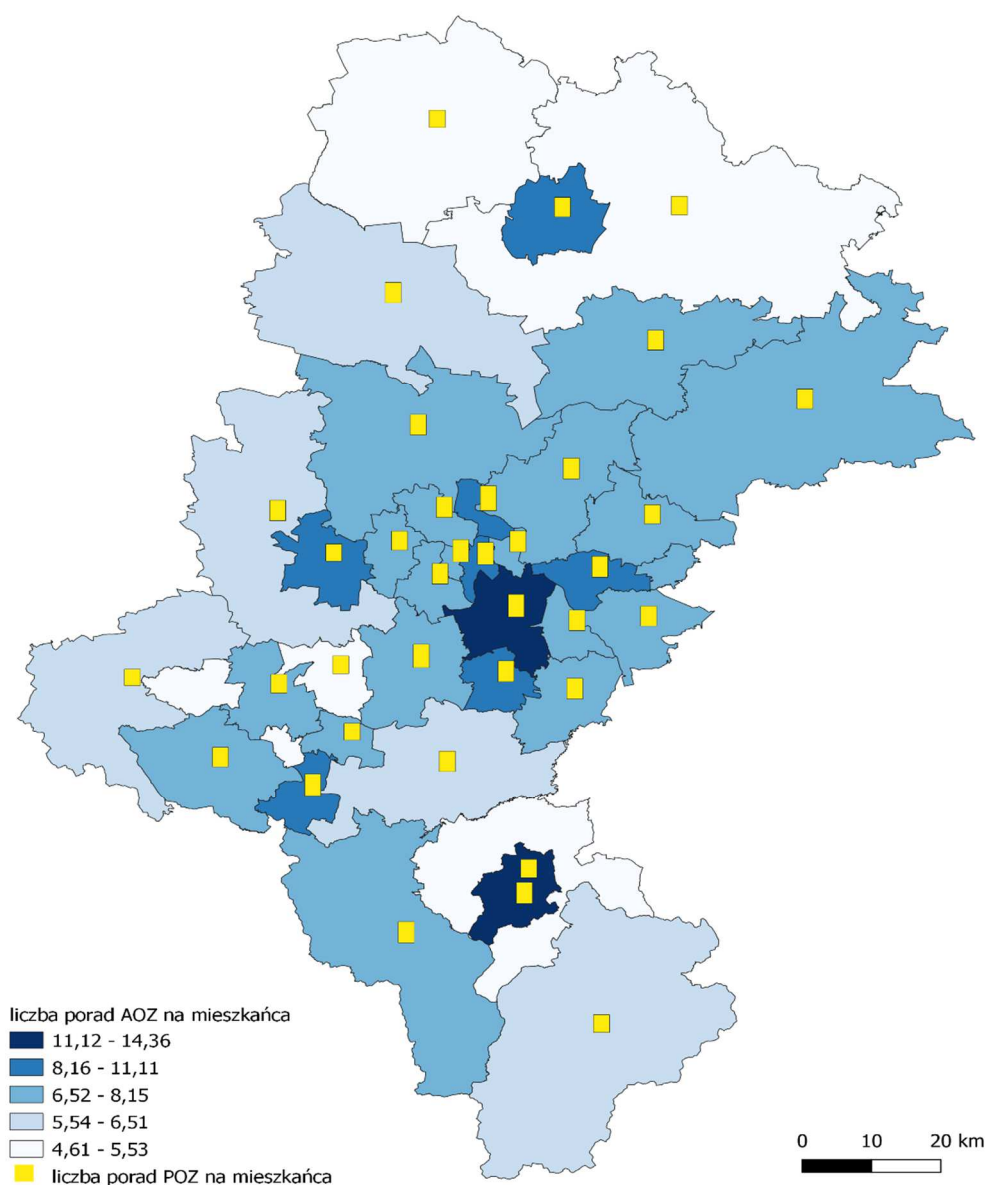 liczba porad AOZ na mieszkańca
11,12 - 14,36
8,16 - 11,11
6,52 - 8,15
5,54 - 6,51
4,61 - 5,53
liczba porad POZ na mieszkańca
0 10 20 km